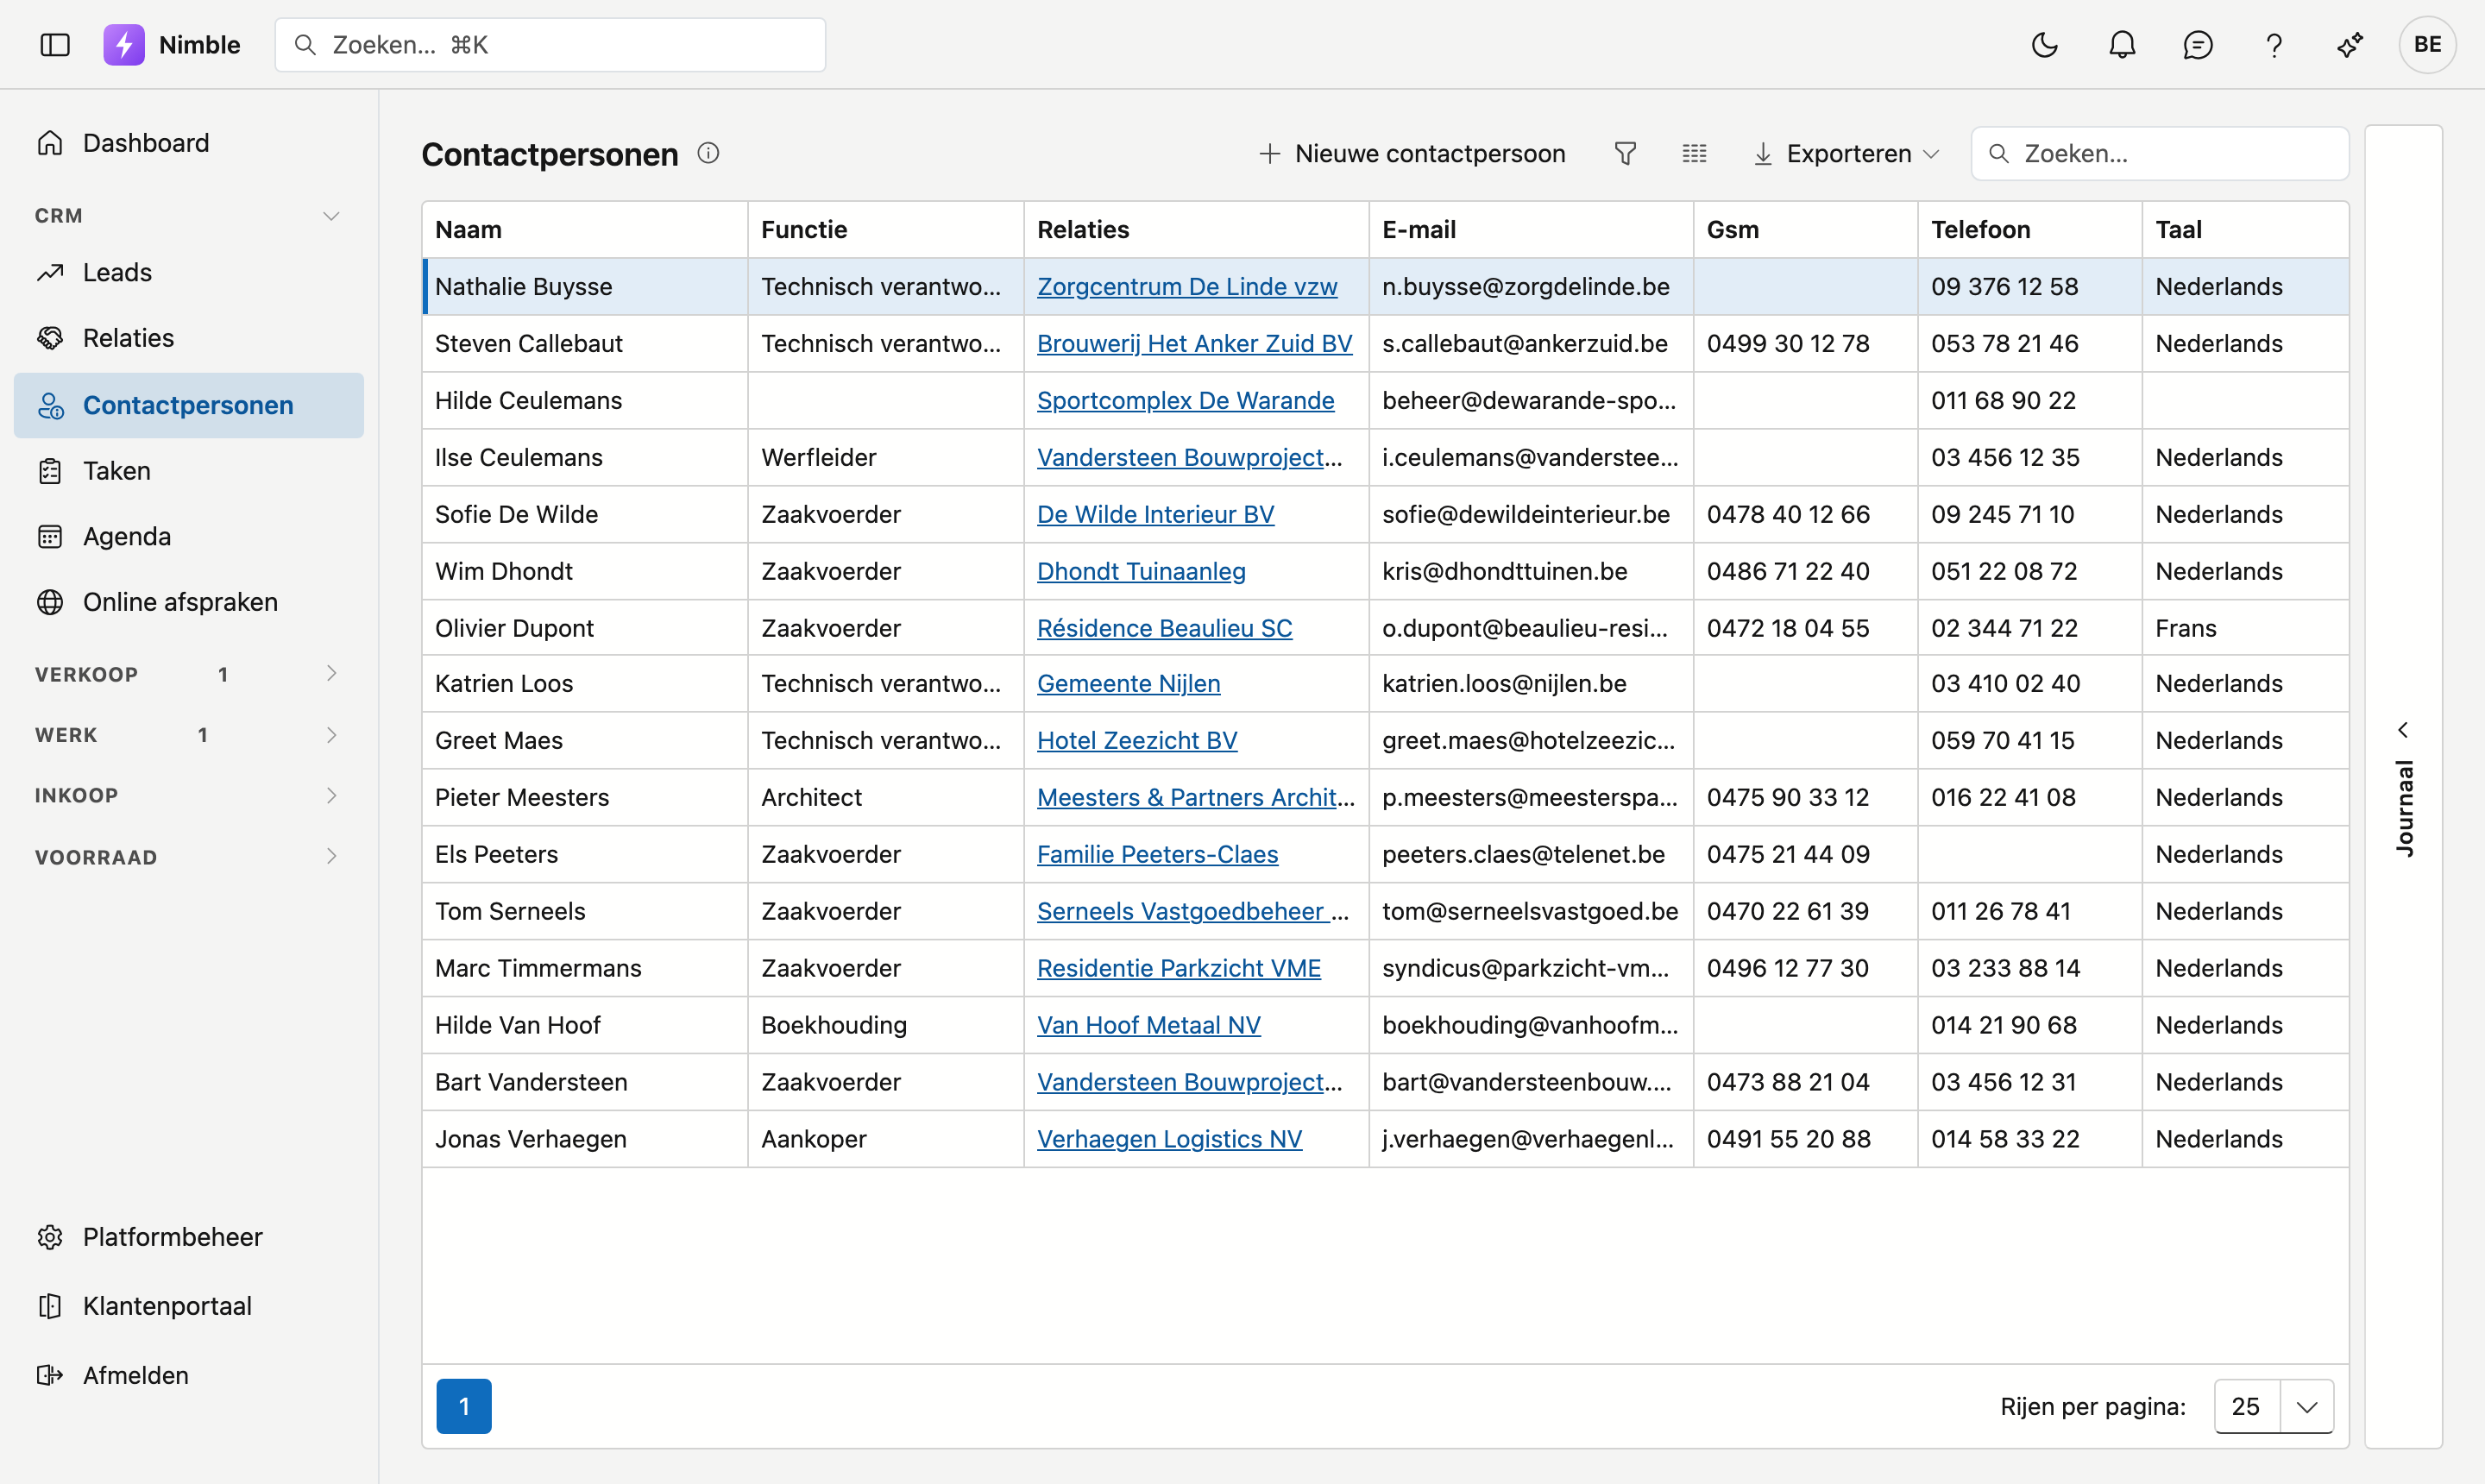 Nimble
Zoeken... ⌘K
BE
Dashboard
CRM
Leads
Relaties
Contactpersonen
Taken
Agenda
Online afspraken
VERKOOP 1
WERK 1
INKOOP
VOORRAAD
Platformbeheer
Klantenportaal
Afmelden
Contactpersonen
Nieuwe contactpersoon
Exporteren
Zoeken...
Naam Functie Relaties E-mail Gsm Telefoon Taal
Nathalie Buysse Technisch verantwo... Zorgcentrum De Linde vzw n.buysse@zorgdelinde.be 09 376 12 58 Nederlands
Steven Callebaut Technisch verantwo... Brouwerij Het Anker Zuid BV s.callebaut@ankerzuid.be 0499 30 12 78 053 78 21 46 Nederlands
Hilde Ceulemans Sportcomplex De Warande beheer@dewarande-spo... 011 68 90 22
Ilse Ceulemans Werfleider Vandersteen Bouwproject... i.ceulemans@vanderstee... 03 456 12 35 Nederlands
Sofie De Wilde Zaakvoerder De Wilde Interieur BV sofie@dewildeinterieur.be 0478 40 12 66 09 245 71 10 Nederlands
Wim Dhondt Zaakvoerder Dhondt Tuinaanleg kris@dhondttuinen.be 0486 71 22 40 051 22 08 72 Nederlands
Olivier Dupont Zaakvoerder Résidence Beaulieu SC o.dupont@beaulieu-resi... 0472 18 04 55 02 344 71 22 Frans
Katrien Loos Technisch verantwo... Gemeente Nijlen katrien.loos@nijlen.be 03 410 02 40 Nederlands
Greet Maes Technisch verantwo... Hotel Zeezicht BV greet.maes@hotelzeezic... 059 70 41 15 Nederlands
Pieter Meesters Architect Meesters & Partners Archit... p.meesters@meesterspa... 0475 90 33 12 016 22 41 08 Nederlands
Els Peeters Zaakvoerder Familie Peeters-Claes peeters.claes@telenet.be 0475 21 44 09 Nederlands
Tom Serneels Zaakvoerder Serneels Vastgoedbeheer ... tom@serneelsvastgoed.be 0470 22 61 39 011 26 78 41 Nederlands
Marc Timmermans Zaakvoerder Residentie Parkzicht VME syndicus@parkzicht-vm... 0496 12 77 30 03 233 88 14 Nederlands
Hilde Van Hoof Boekhouding Van Hoof Metaal NV boekhouding@vanhoofm... 014 21 90 68 Nederlands
Bart Vandersteen Zaakvoerder Vandersteen Bouwproject... bart@vandersteenbouw.... 0473 88 21 04 03 456 12 31 Nederlands
Jonas Verhaegen Aankoper Verhaegen Logistics NV j.verhaegen@verhaegenl... 0491 55 20 88 014 58 33 22 Nederlands
1
Rijen per pagina: 25
Journaal